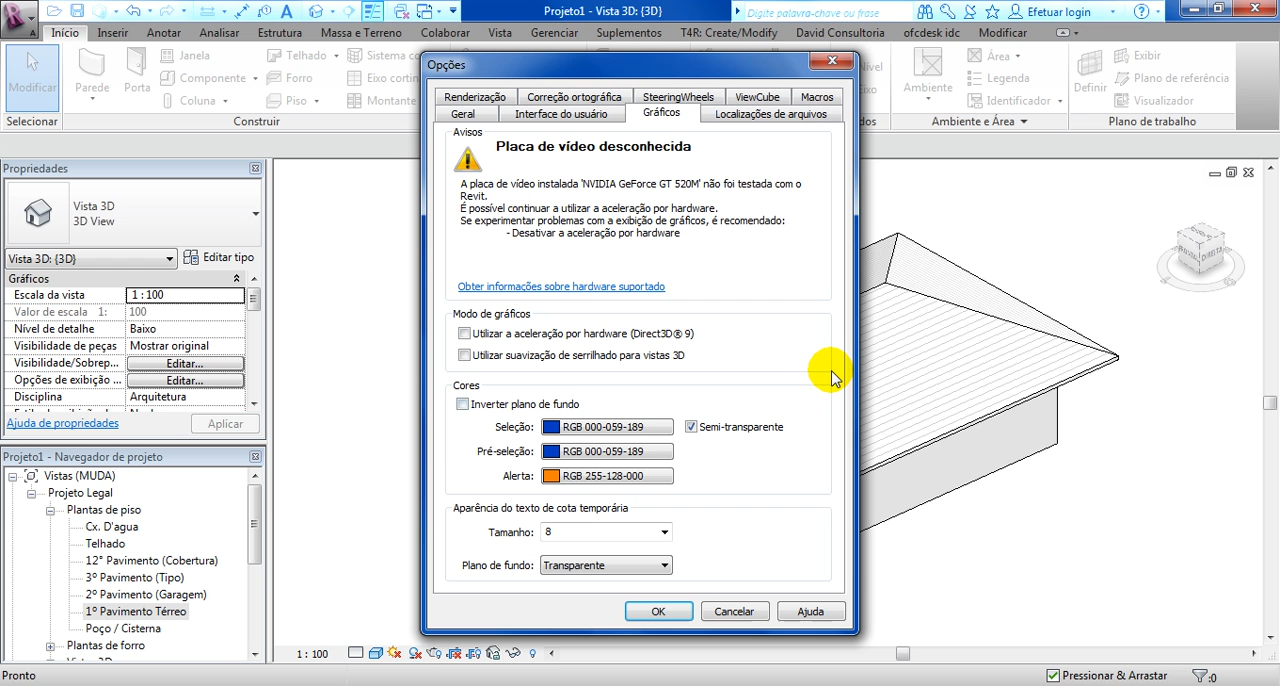 Projeto1 - Vista 3D: {3D}
Digite palavra-chave ou frase
Efetuar login
Início Inserir Anotar Analisar Estrutura Massa e Terreno Colaborar Vista Gerenciar Suplementos T4R: Create/Modify David Consultoria ofcdesk idc Modificar
Modificar
Parede
Porta
Janela
Componente
Coluna
Telhado
Forro
Piso
Sistema co
Eixo cortin
Montante
Nível
Ambiente
Área
Legenda
Identificador
Definir
Exibir
Plano de referência
Visualizador
Selecionar
Construir
Ambiente e Área
Plano de trabalho
Propriedades
Vista 3D
3D View
Vista 3D: {3D}
Editar tipo
Gráficos
Escala da vista 1 : 100
Valor de escala 1: 100
Nível de detalhe Baixo
Visibilidade de peças Mostrar original
Visibilidade/Sobrep... Editar...
Opções de exibição ... Editar...
Disciplina Arquitetura
Ajuda de propriedades
Aplicar
Projeto1 - Navegador de projeto
Vistas (MUDA)
Projeto Legal
Plantas de piso
Cx. D'agua
Telhado
12° Pavimento (Cobertura)
3º Pavimento (Tipo)
2º Pavimento (Garagem)
1º Pavimento Térreo
Poço / Cisterna
Plantas de forro
Opções
Renderização Correção ortográfica SteeringWheels ViewCube Macros
Geral Interface do usuário Gráficos Localizações de arquivos
Avisos
Placa de vídeo desconhecida
A placa de vídeo instalada 'NVIDIA GeForce GT 520M' não foi testada com o
Revit.
É possível continuar a utilizar a aceleração por hardware.
Se experimentar problemas com a exibição de gráficos, é recomendado:
- Desativar a aceleração por hardware
Obter informações sobre hardware suportado
Modo de gráficos
Utilizar a aceleração por hardware (Direct3D® 9)
Utilizar suavização de serrilhado para vistas 3D
Cores
Inverter plano de fundo
Seleção: RGB 000-059-189 Semi-transparente
Pré-seleção: RGB 000-059-189
Alerta: RGB 255-128-000
Aparência do texto de cota temporária
Tamanho: 8
Plano de fundo: Transparente
OK Cancelar Ajuda
DIREITA
1 : 100
Pronto
Pressionar & Arrastar
:0